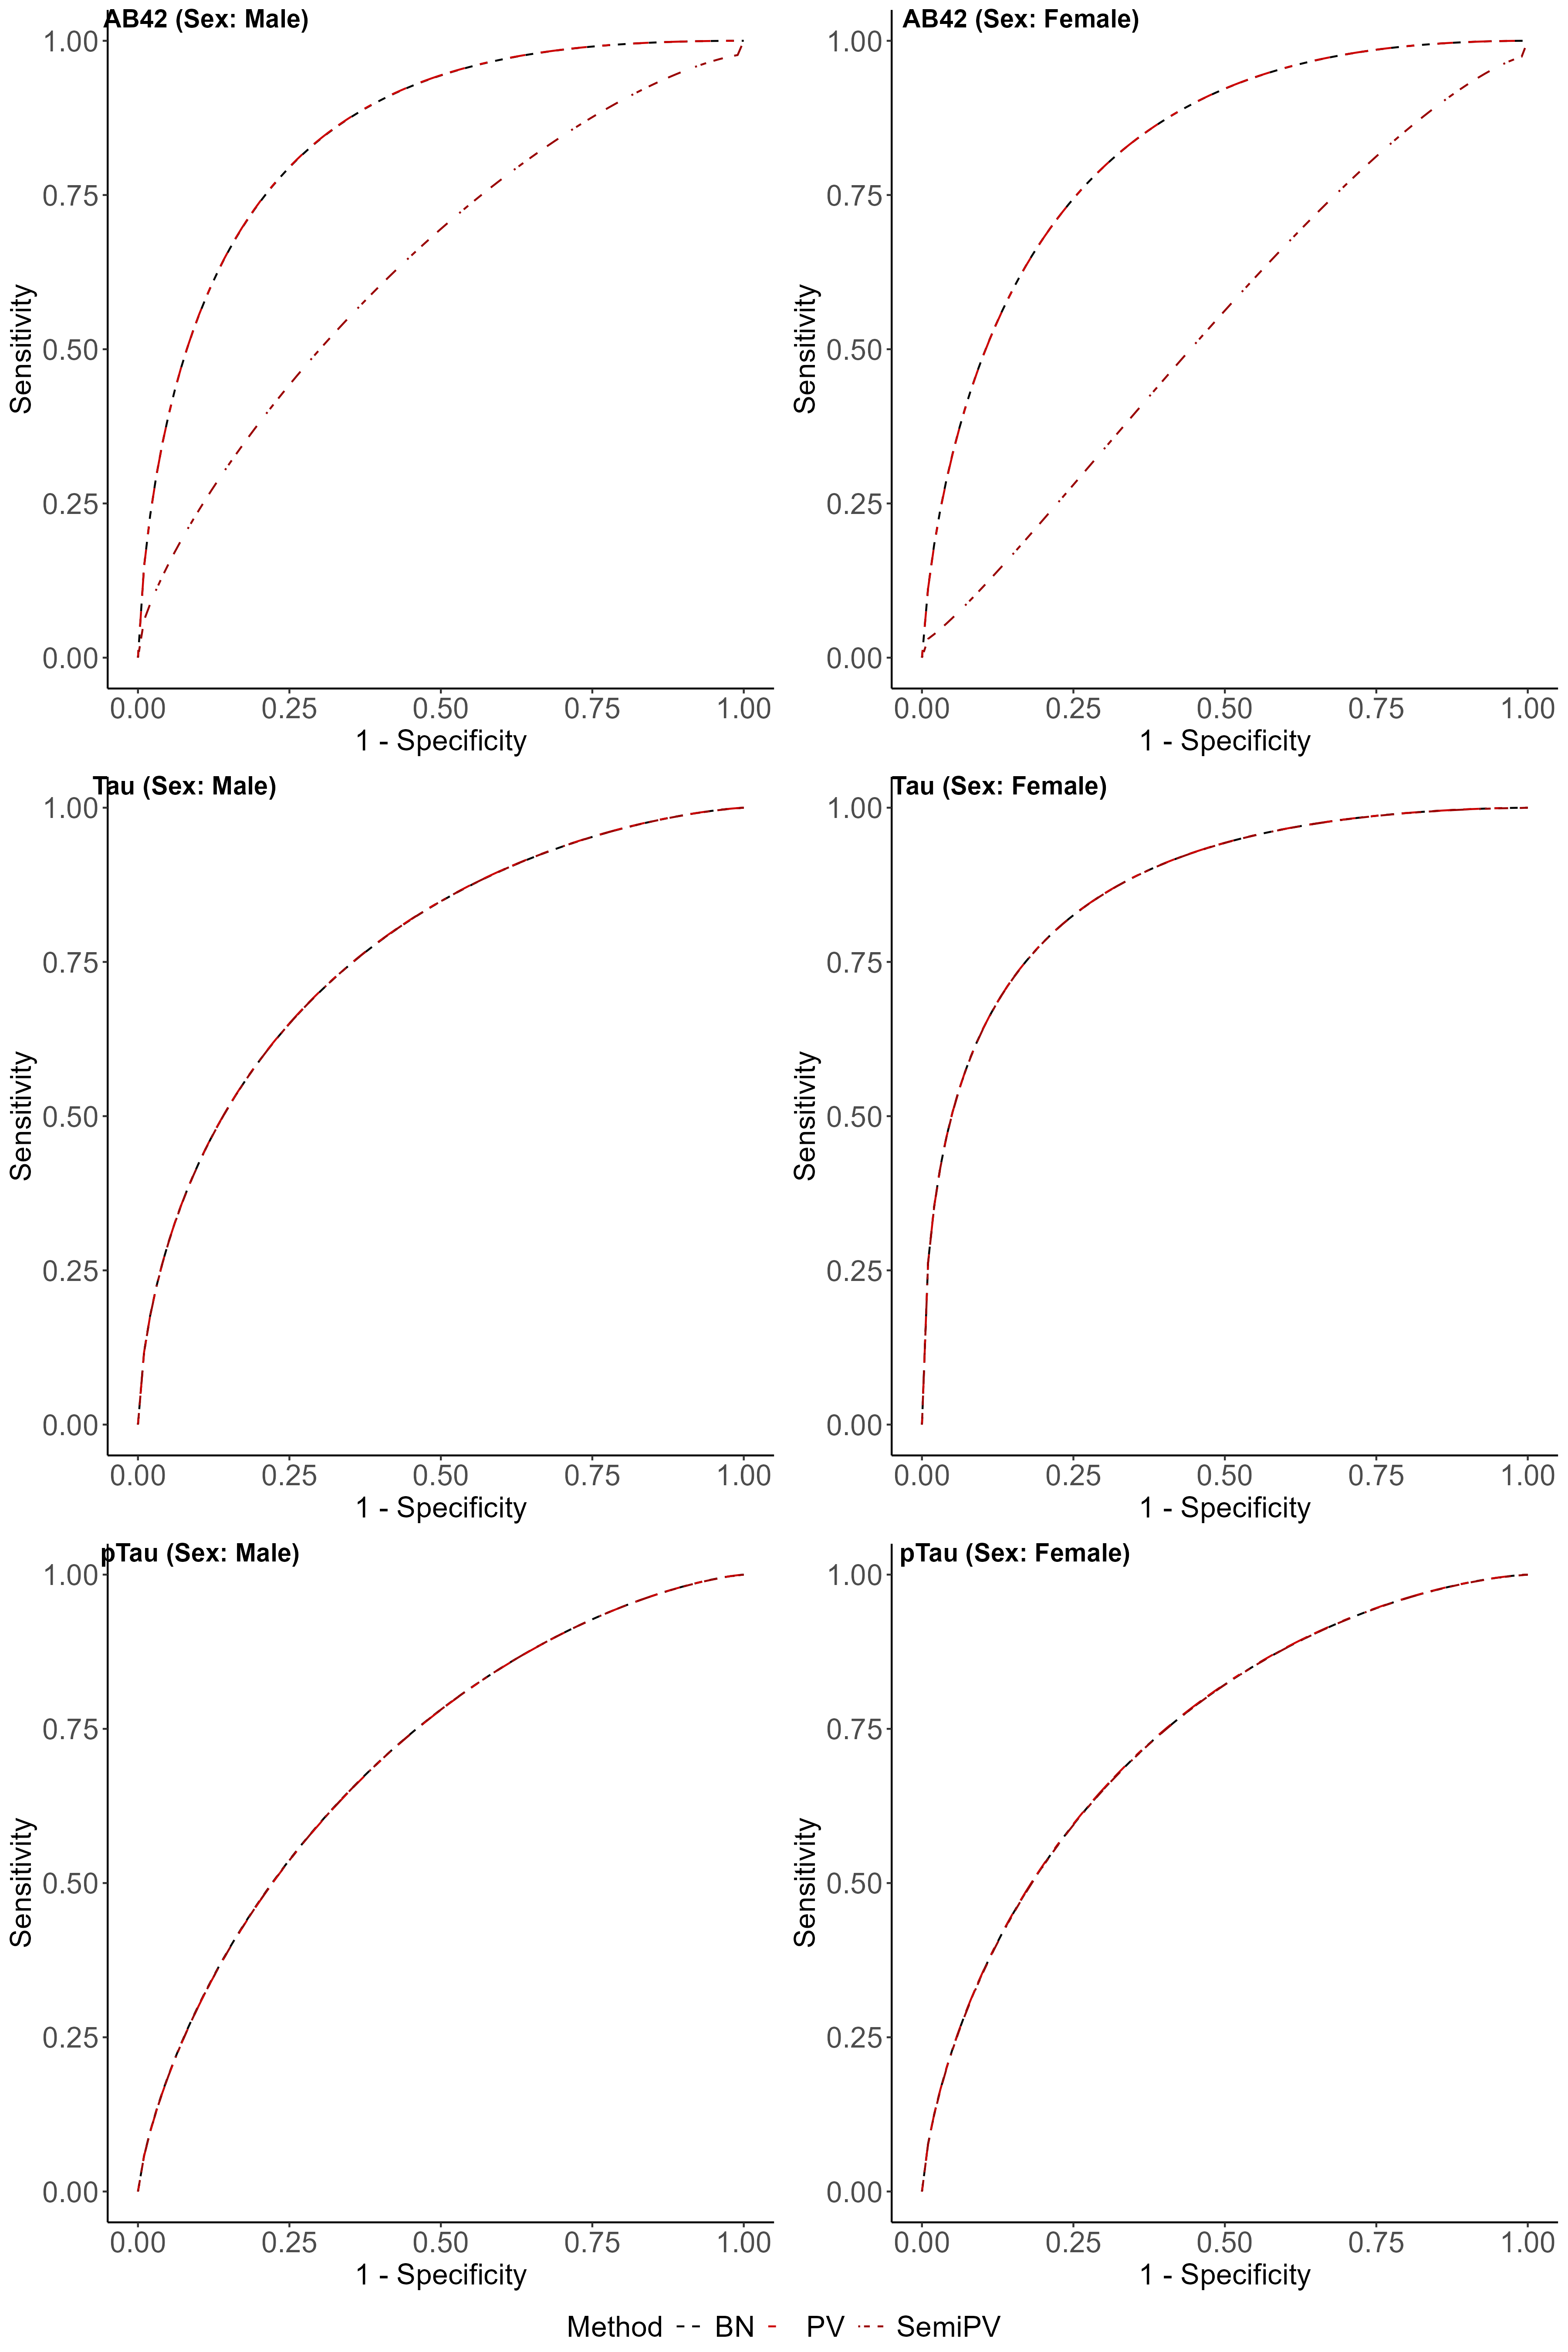 AB42 (Sex: Male)
1.00
0.75
0.50
0.25
0.00
Sensitivity
0.00 0.25 0.50 0.75 1.00
1 - Specificity
AB42 (Sex: Female)
1.00
0.75
0.50
0.25
0.00
Sensitivity
0.00 0.25 0.50 0.75 1.00
1 - Specificity
Tau (Sex: Male)
1.00
0.75
0.50
0.25
0.00
Sensitivity
0.00 0.25 0.50 0.75 1.00
1 - Specificity
Tau (Sex: Female)
1.00
0.75
0.50
0.25
0.00
Sensitivity
0.00 0.25 0.50 0.75 1.00
1 - Specificity
pTau (Sex: Male)
1.00
0.75
0.50
0.25
0.00
Sensitivity
0.00 0.25 0.50 0.75 1.00
1 - Specificity
pTau (Sex: Female)
1.00
0.75
0.50
0.25
0.00
Sensitivity
0.00 0.25 0.50 0.75 1.00
1 - Specificity
Method BN PV SemiPV